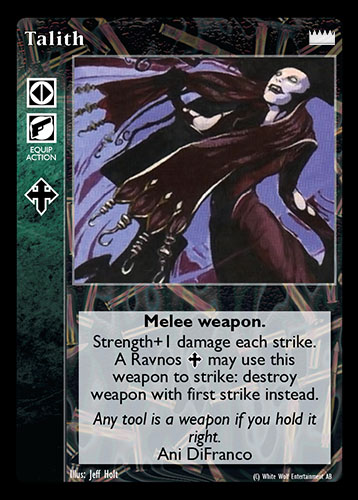 Talith
EQUIP
ACTION
Melee weapon.
Strength+1 damage each strike.
A Ravnos may use this
weapon to strike: destroy
weapon with first strike instead.
Any tool is a weapon if you hold it
right.
Ani DiFranco
Illus: Jeff Holt
(C) White Wolf Entertainment AB